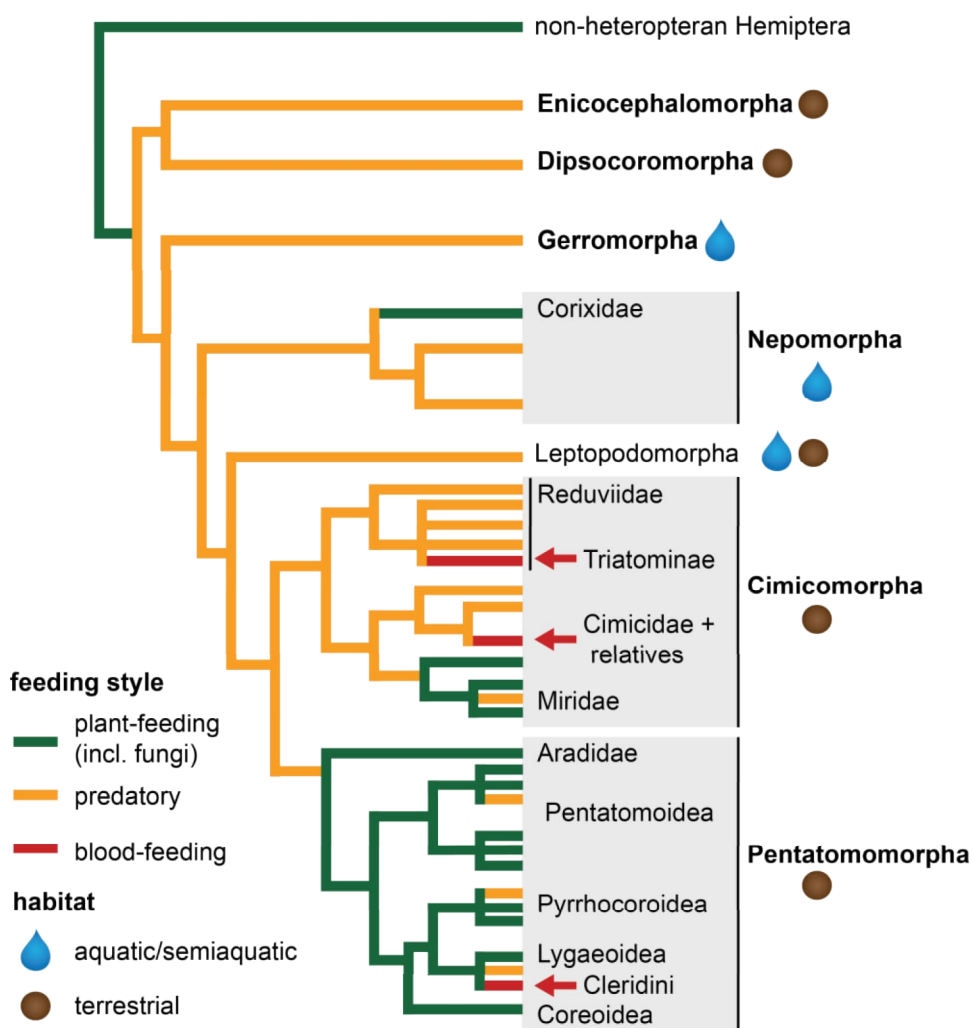 non-heteropteran Hemiptera
Enicocephalomorpha
Dipsocoromorpha
Gerromorpha
Corixidae
Nepomorpha
Leptopodomorpha
Reduviidae
Triatominae
Cimicomorpha
Cimicidae +
relatives
Miridae
feeding style
plant-feeding
(incl. fungi)
predatory
blood-feeding
habitat
aquatic/semiaquatic
terrestrial
Aradidae
Pentatomoidea
Pentatomomorpha
Pyrrhocoroidea
Lygaeoidea
Cleridini
Coreoidea